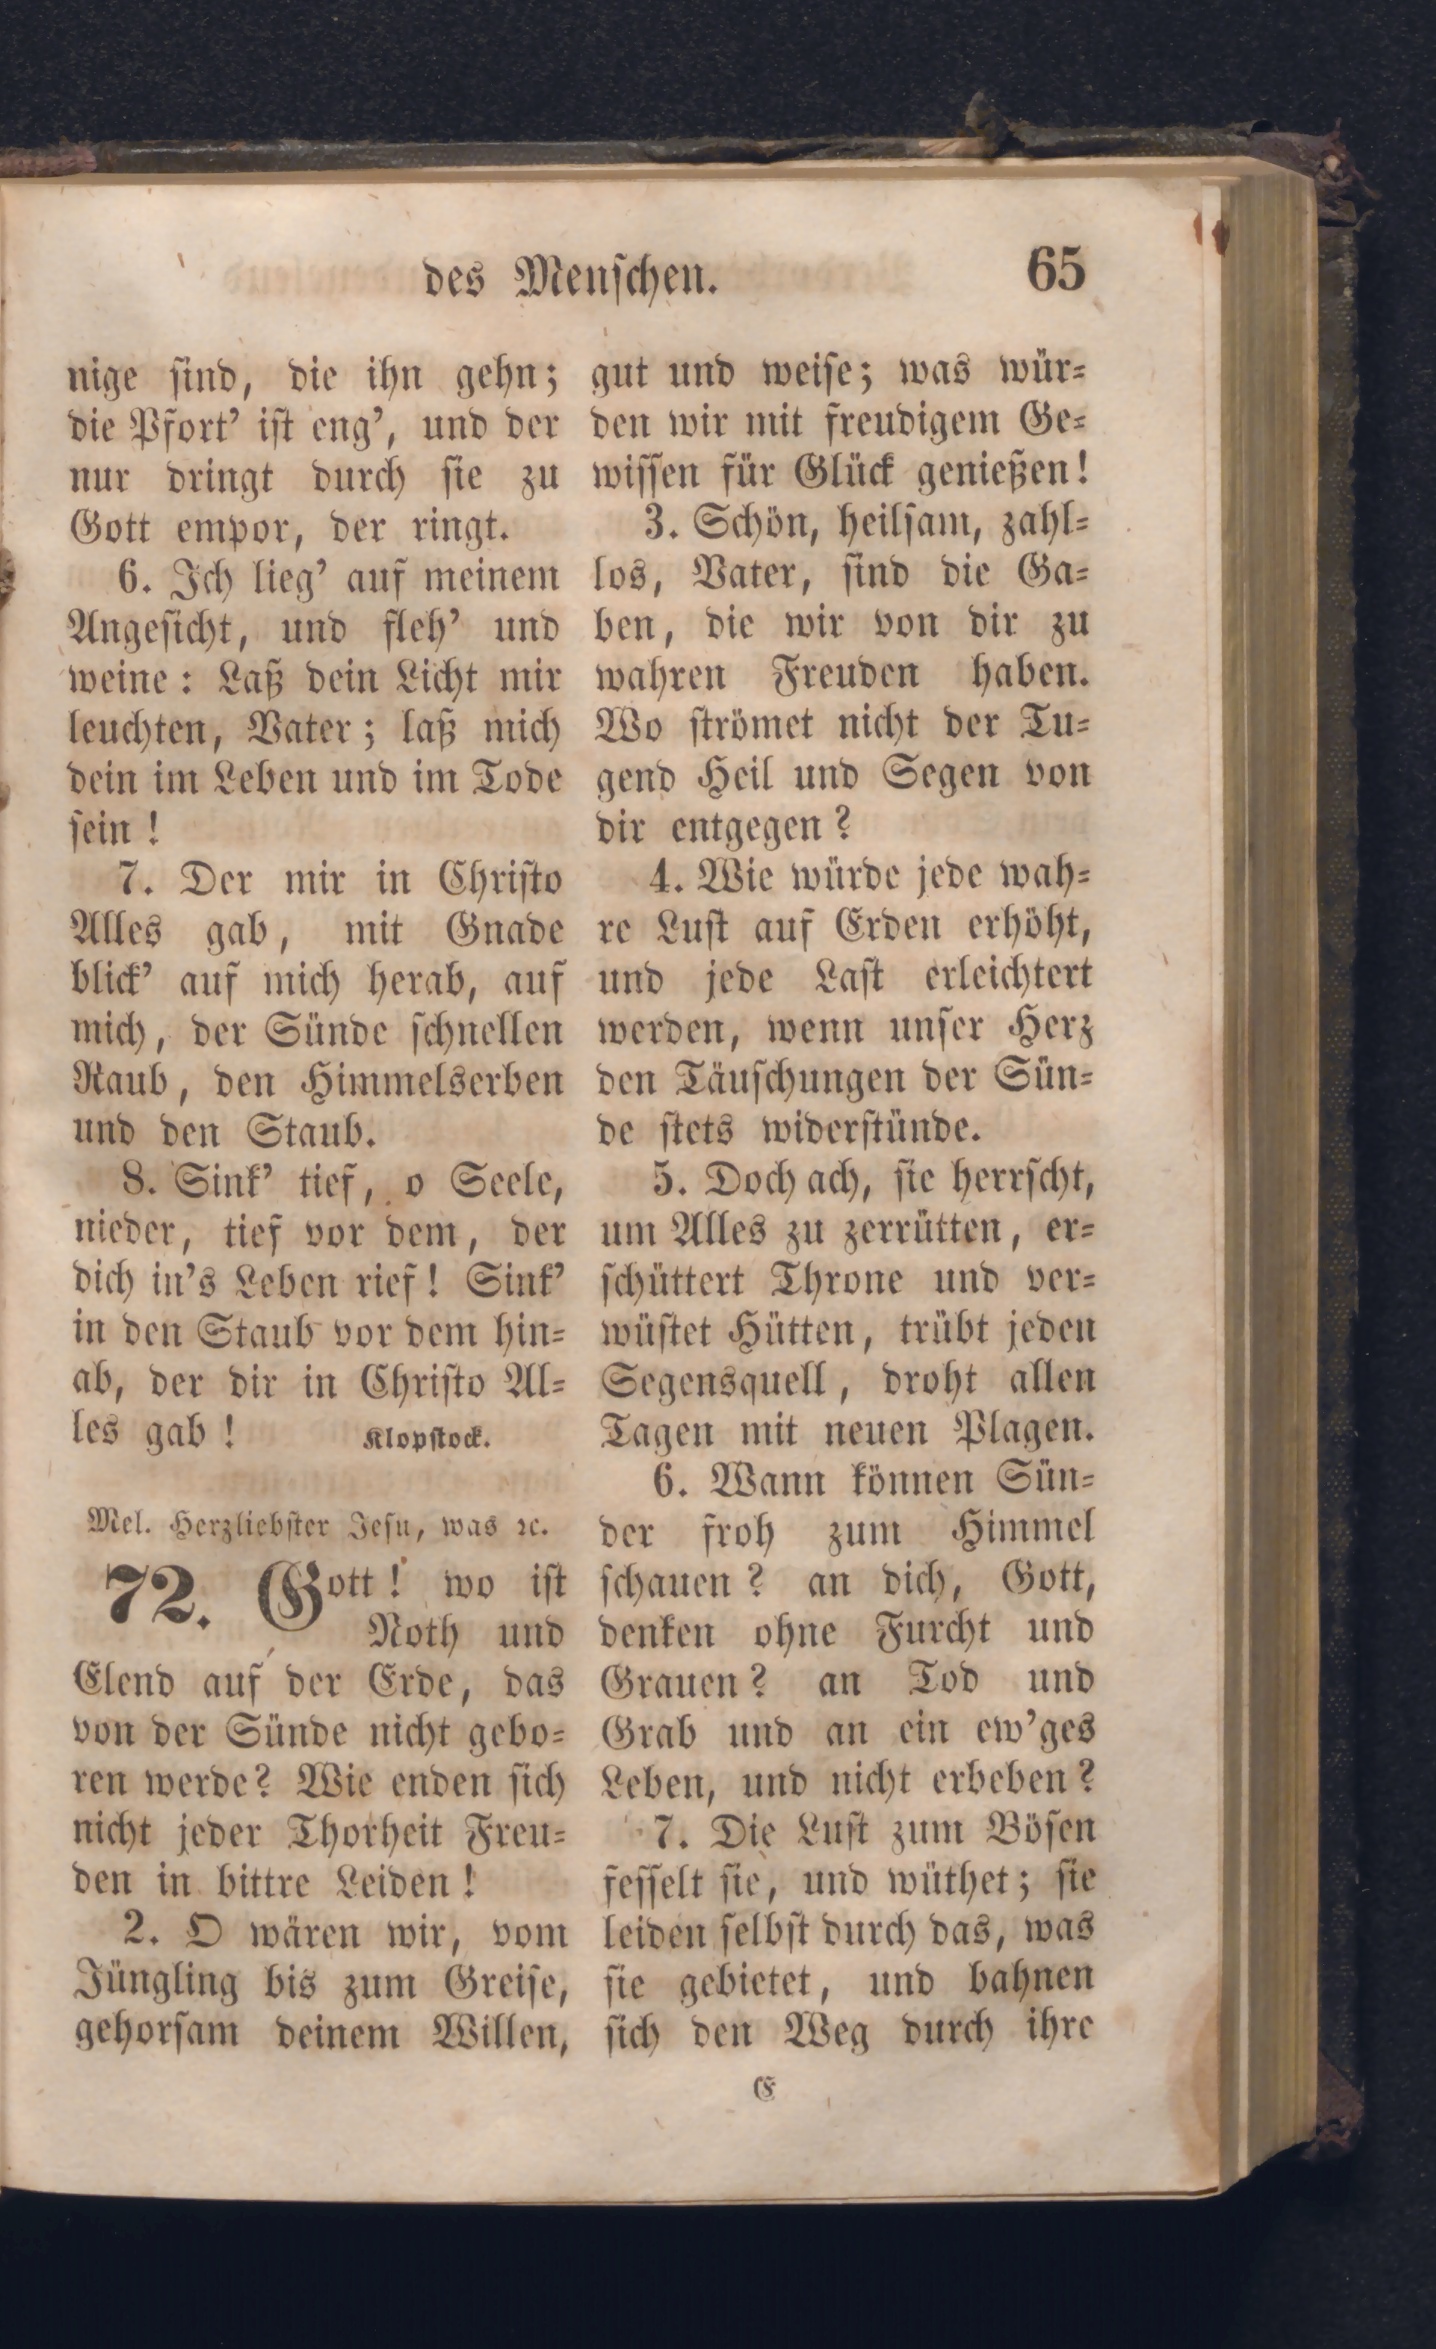 des Menschen.
65
nige sind, die ihn gehn;
die Pfort' ist eng', und der
nur dringt durch sie zu
Gott empor, der ringt.
6. Ich lieg' auf meinem
Angesicht, und fleh' und
weine: Laß dein Licht mir
leuchten, Vater; laß mich
dein im Leben und im Tode
sein!
7. Der mir in Christo
Alles gab, mit Gnade
blick' auf mich herab, auf
mich, der Sünde schnellen
Raub, den Himmelserben
und den Staub.
8. Sink' tief, o Seele,
nieder, tief vor dem, der
dich in's Leben rief! Sink'
in den Staub vor dem hin-
ab, der dir in Christo Al-
les gab! Klopstock.
Mel. Herzliebster Jesu, was ꝛc.
72. Gott! wo ist
Noth und
Elend auf der Erde, das
von der Sünde nicht gebo-
ren werde? Wie enden sich
nicht jeder Thorheit Freu-
den in bittre Leiden!
2. O wären wir, vom
Jüngling bis zum Greise,
gehorsam deinem Willen,
gut und weise; was wür-
den wir mit freudigem Ge-
wissen für Glück genießen!
3. Schön, heilsam, zahl-
los, Vater, sind die Ga-
ben, die wir von dir zu
wahren Freuden haben.
Wo strömet nicht der Tu-
gend Heil und Segen von
dir entgegen?
4. Wie würde jede wah-
re Lust auf Erden erhöht,
und jede Last erleichtert
werden, wenn unser Herz
den Täuschungen der Sün-
de stets widerstünde.
5. Doch ach, sie herrscht,
um Alles zu zerrütten, er-
schüttert Throne und ver-
wüstet Hütten, trübt jeden
Segensquell, droht allen
Tagen mit neuen Plagen.
6. Wann können Sün-
der froh zum Himmel
schauen? an dich, Gott,
denken ohne Furcht und
Grauen? an Tod und
Grab und an ein ew'ges
Leben, und nicht erbeben?
7. Die Lust zum Bösen
fesselt sie, und wüthet; sie
leiden selbst durch das, was
sie gebietet, und bahnen
sich den Weg durch ihre
E